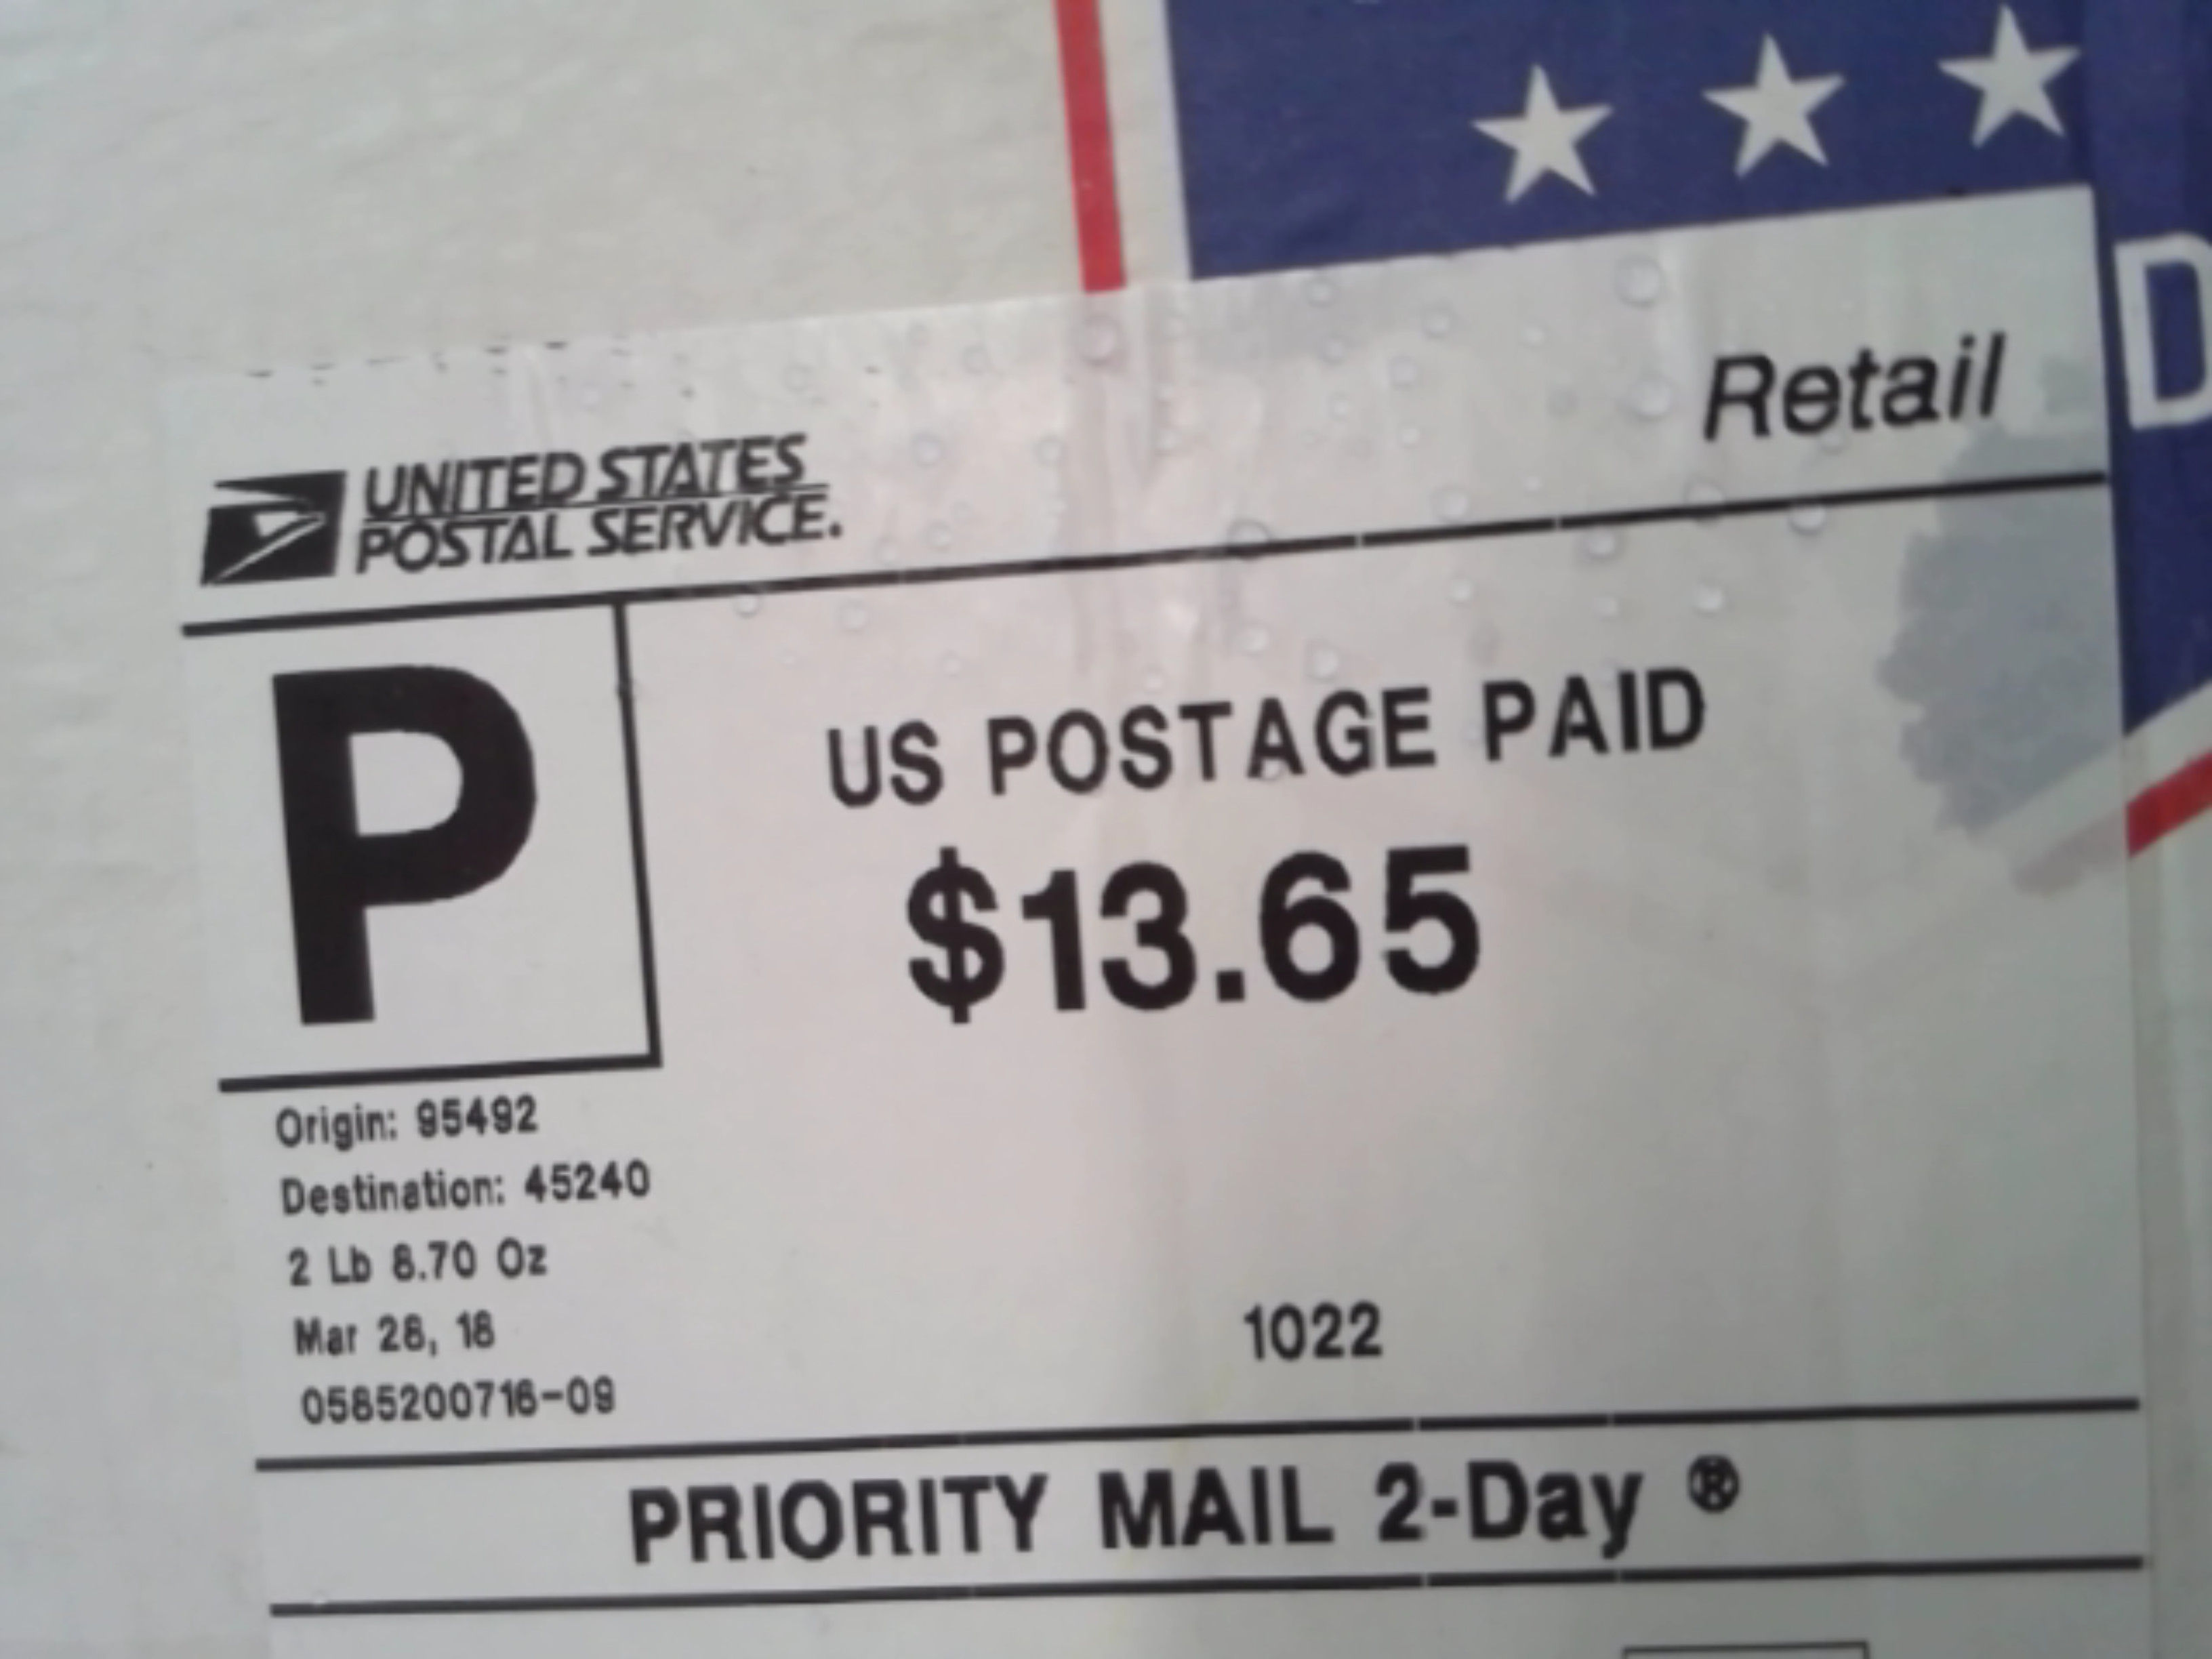 D
Retail
UNITED STATES
POSTAL SERVICE.
P
US POSTAGE PAID
$13.65
Origin: 95492
Destination: 45240
2 Lb 8.70 Oz
Mar 28, 18
0585200716-09
1022
PRIORITY MAIL 2-Day ®